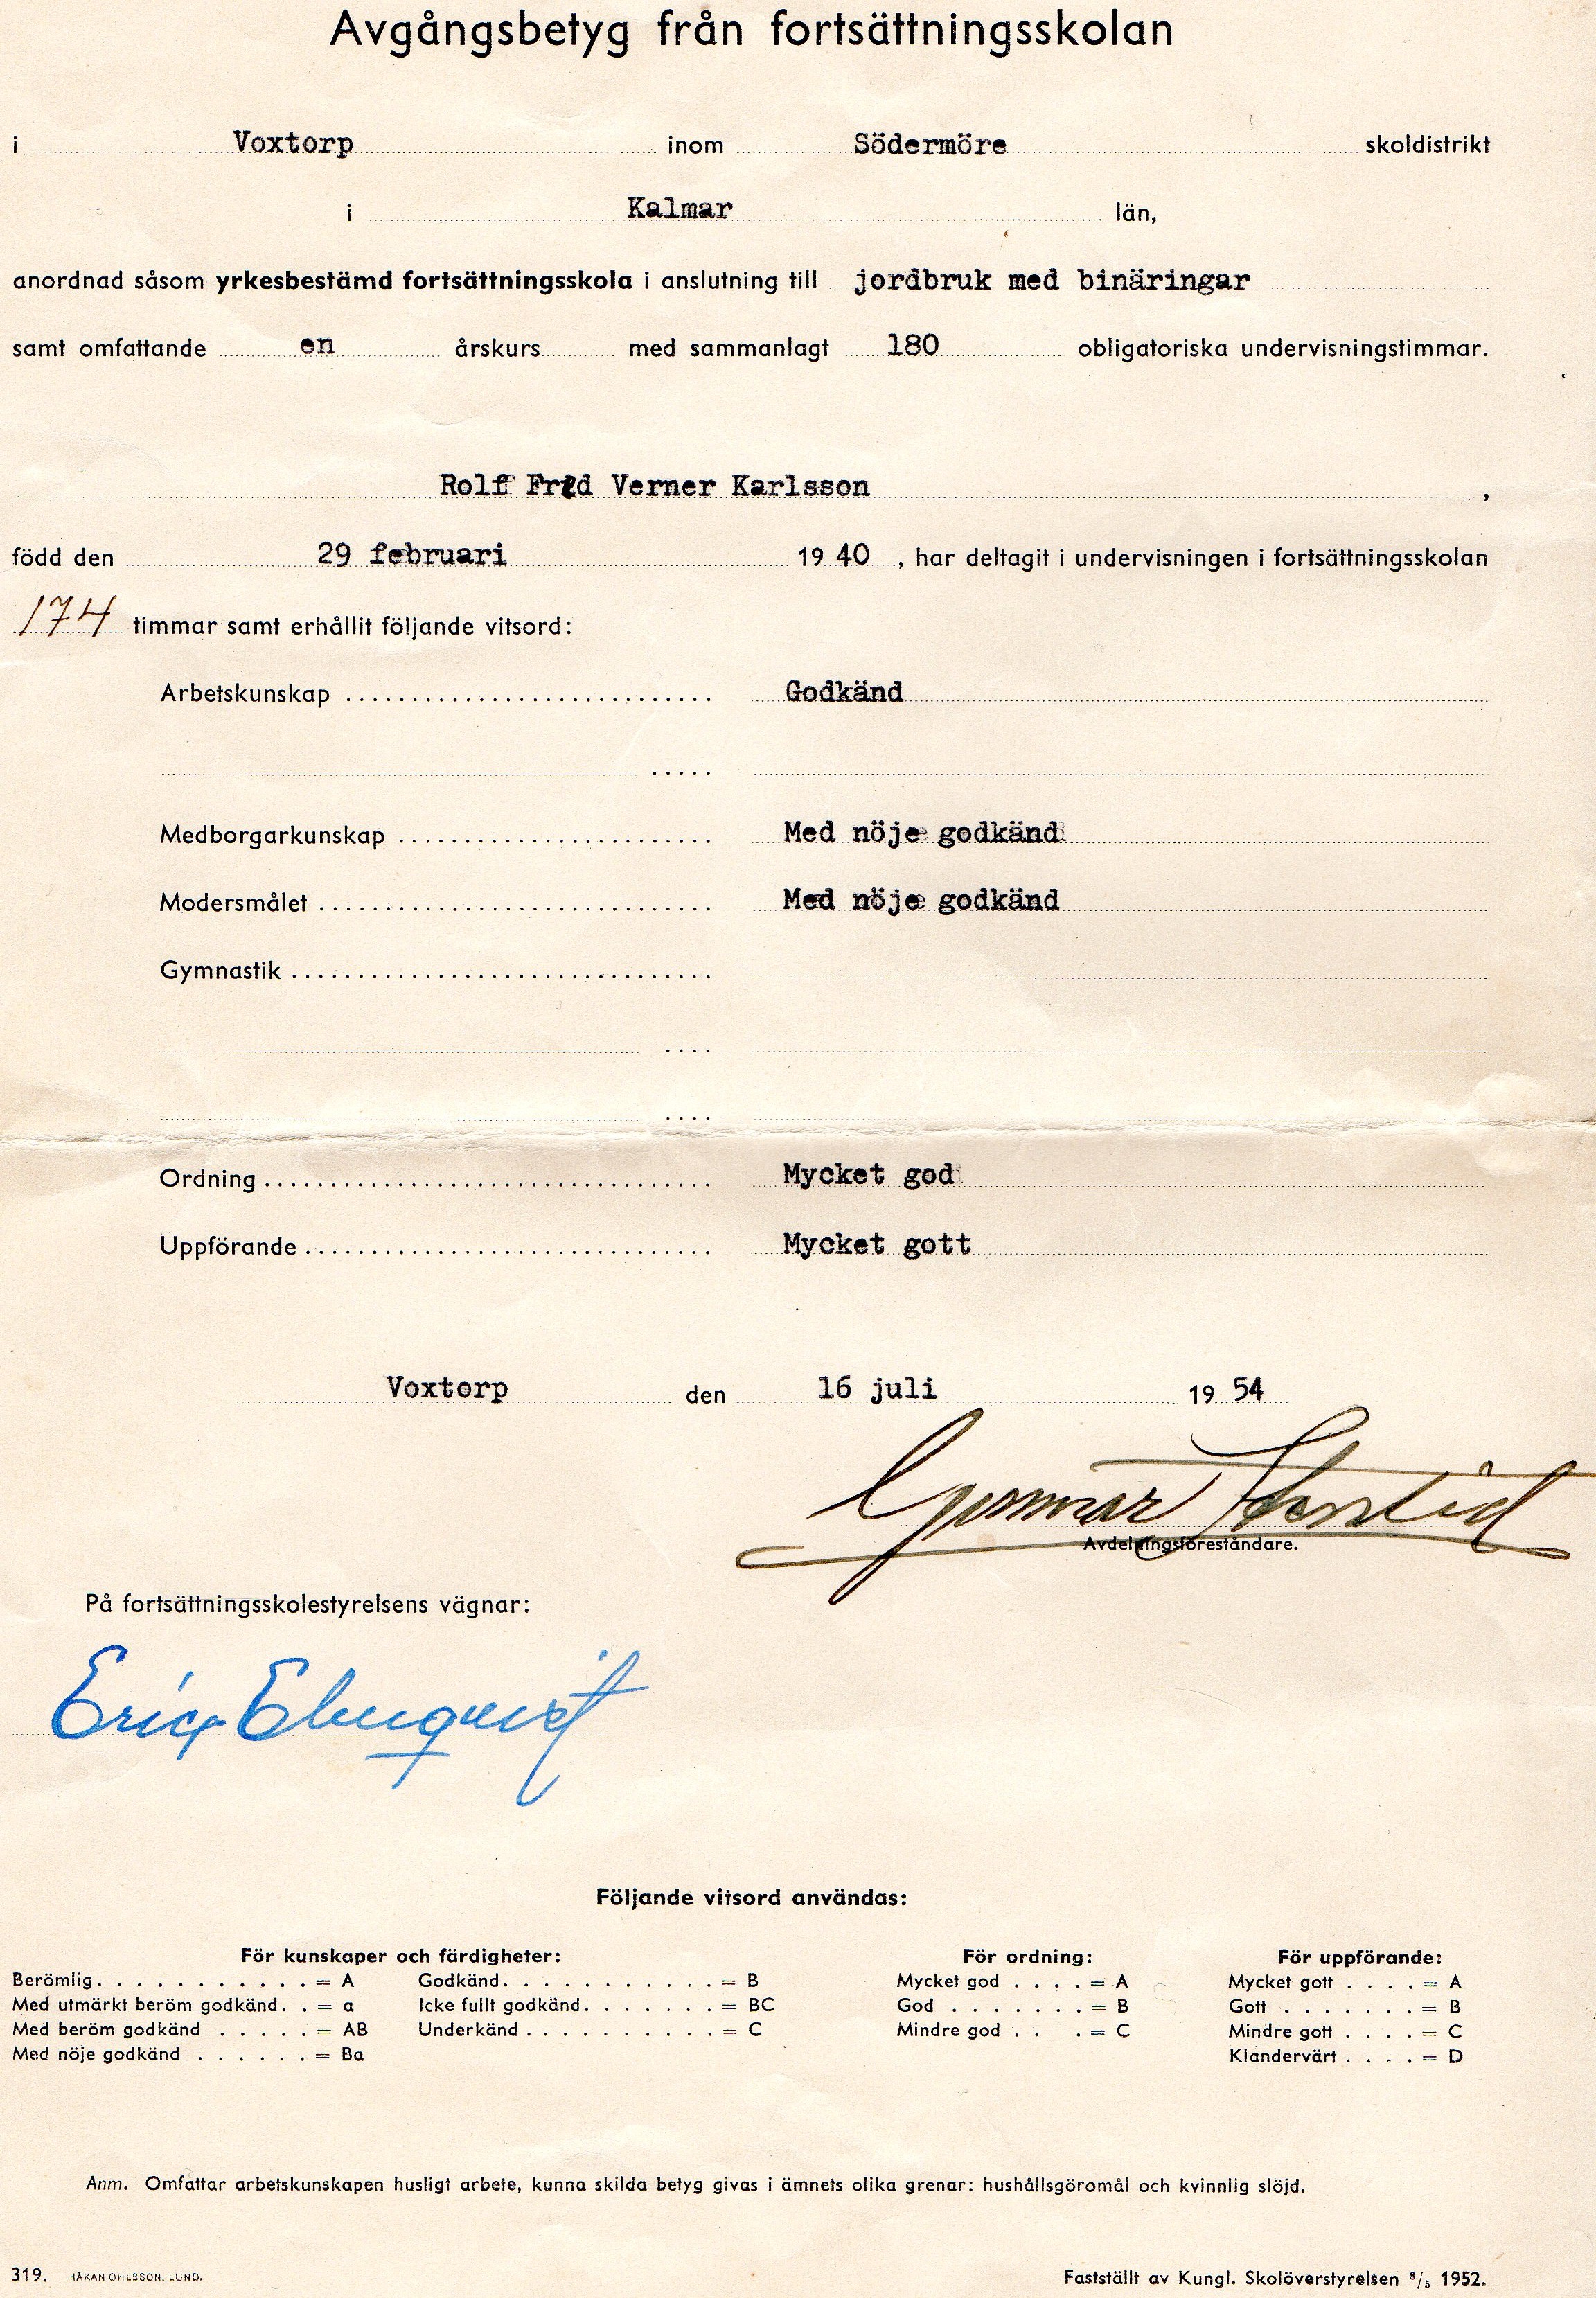 Avgångsbetyg från fortsättningsskolan
i Voxtorp inom Södermöre skoldistrikt
i Kalmar län,
anordnad såsom yrkesbestämd fortsättningsskola i anslutning till jordbruk med binäringar
samt omfattande en årskurs med sammanlagt 180 obligatoriska undervisningstimmar.
Rolf Frid Verner Karlsson,
född den 29 februari 1940, har deltagit i undervisningen i fortsättningsskolan
174 timmar samt erhållit följande vitsord:
Arbetskunskap Godkänd
Medborgarkunskap Med nöje godkänd
Modersmålet Med nöje godkänd
Gymnastik
Ordning Mycket god
Uppförande Mycket gott
Voxtorp den 16 juli 1954
Gunnar
Avdelningsföreståndare.
På fortsättningsskolestyrelsens vägnar:
Eric Elmqvist
Följande vitsord användas:
För kunskaper och färdigheter: För ordning: För uppförande:
Berömlig = A Godkänd = B Mycket god = A Mycket gott = A
Med utmärkt beröm godkänd = a Icke fullt godkänd = BC God = B Gott = B
Med beröm godkänd = AB Underkänd = C Mindre god = C Mindre gott = C
Med nöje godkänd = Ba Klandervärt = D
Anm. Omfattar arbetskunskapen husligt arbete, kunna skilda betyg givas i ämnets olika grenar: hushållsgöromål och kvinnlig slöjd.
319. HÅKAN OHLSSON. LUND. Fastställt av Kungl. Skolöverstyrelsen 8/5 1952.